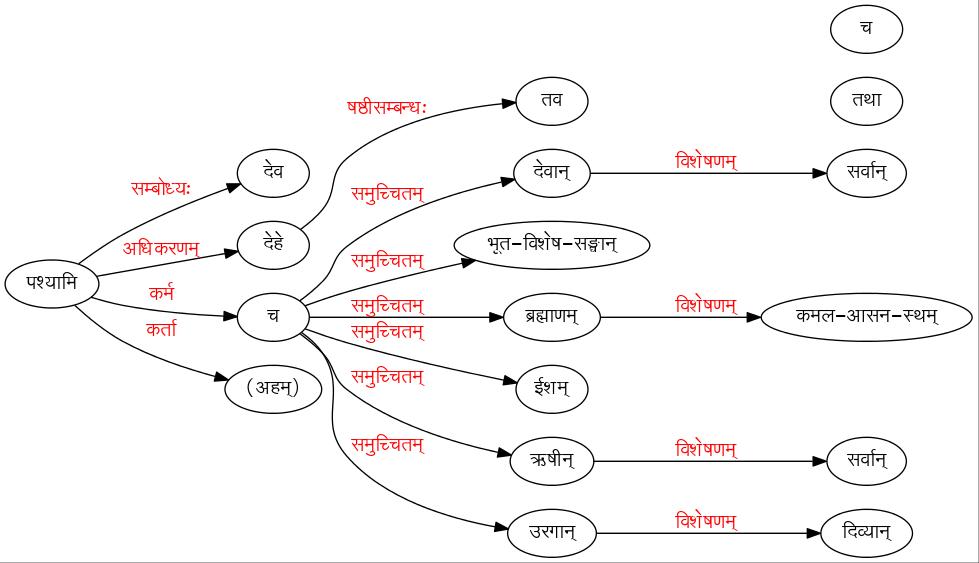 च
तव
तथा
षष्ठीसम्बन्धः
देव
देवान्
विशेषणम्
सर्वान्
सम्बोध्यः
समुच्चितम्
देहे
भूत-विशेष-सङ्घान्
अधिकरणम्
समुच्चितम्
पश्यामि
कर्म
च
समुच्चितम्
ब्रह्माणम्
विशेषणम्
कमल-आसन-स्थम्
कर्ता
समुच्चितम्
(अहम्)
समुच्चितम्
ईशम्
ऋषीन्
विशेषणम्
सर्वान्
समुच्चितम्
उरगान्
विशेषणम्
दिव्यान्